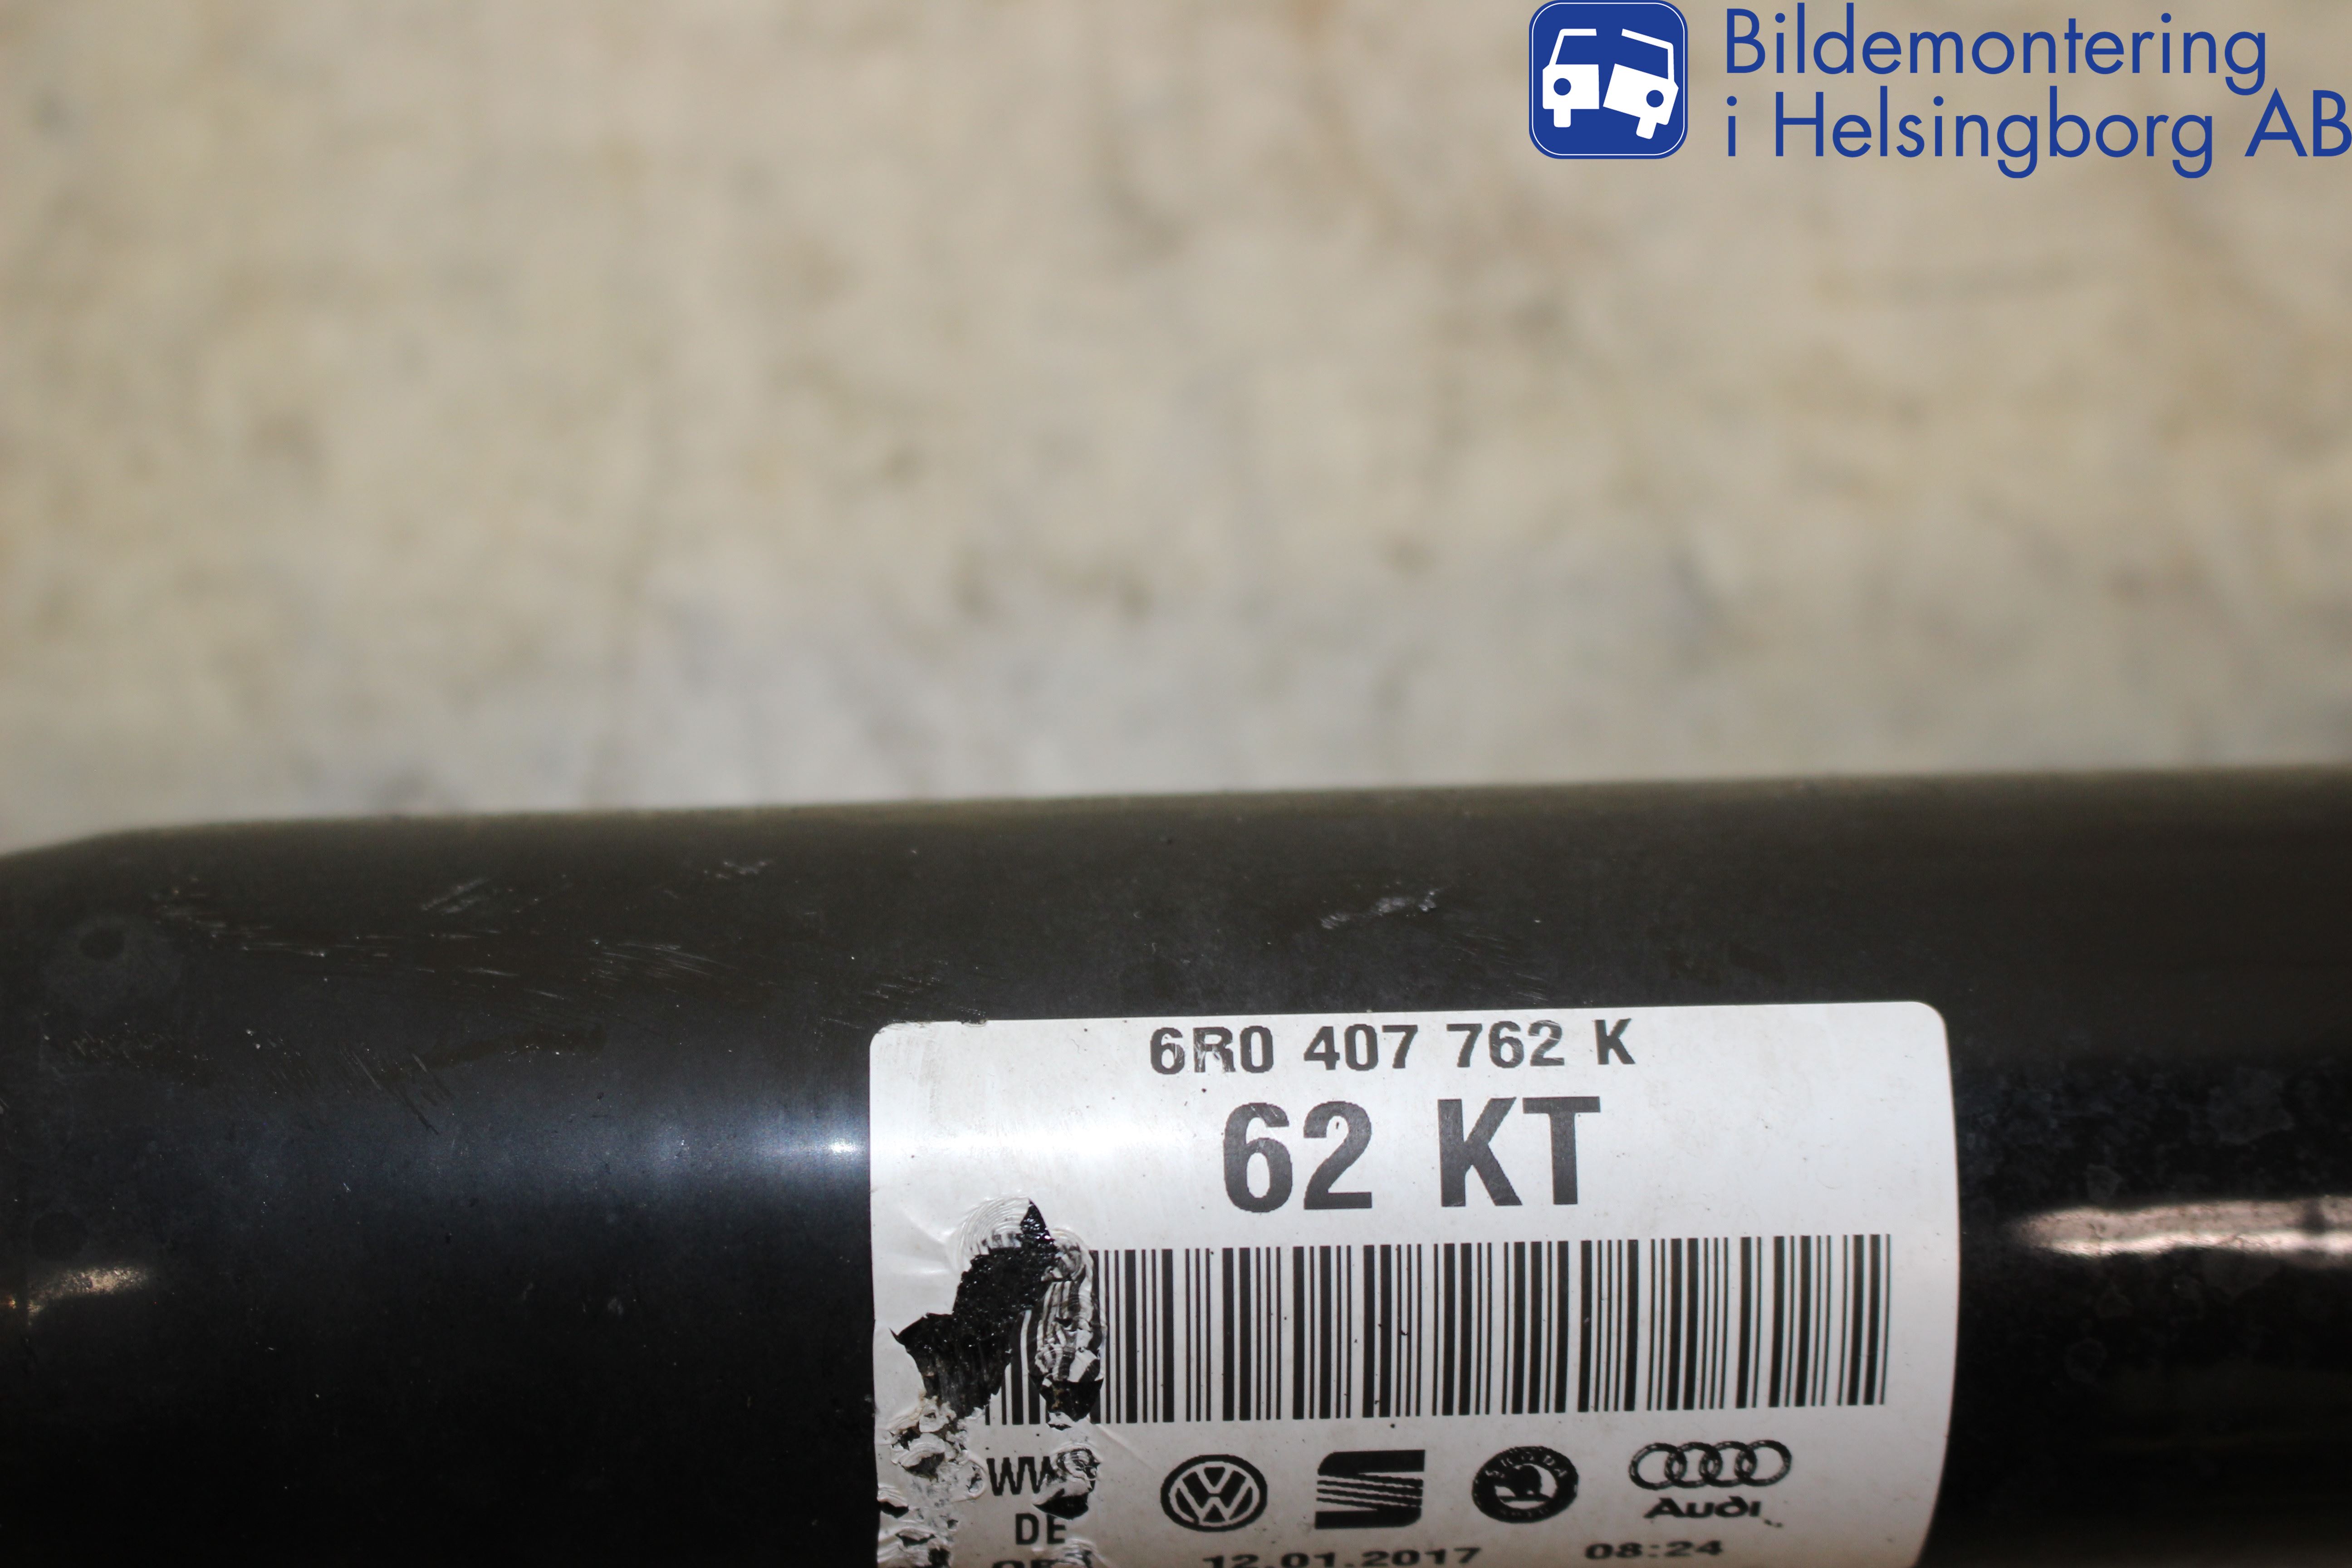 Bildemontering
i Helsingborg AB
6R0 407 762 K
62 KT
DE
Audi
12.01.2017 08:24